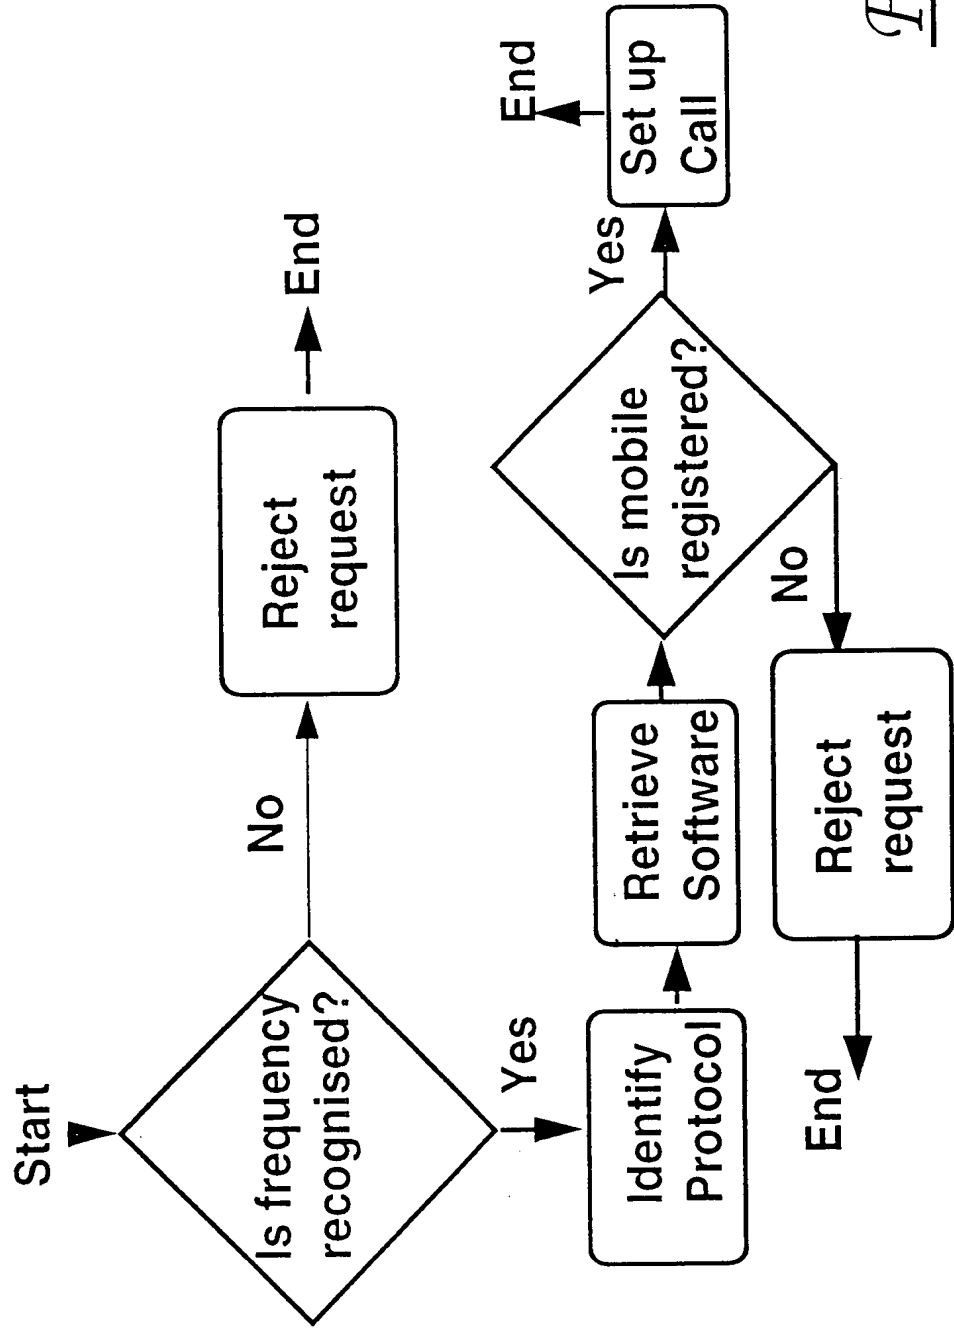 Start
Is frequency
recognised?
No
Reject
request
End
Yes
Identify
Protocol
Retrieve
Software
Is mobile
registered?
Yes
Set up
Call
End
No
Reject
request
End